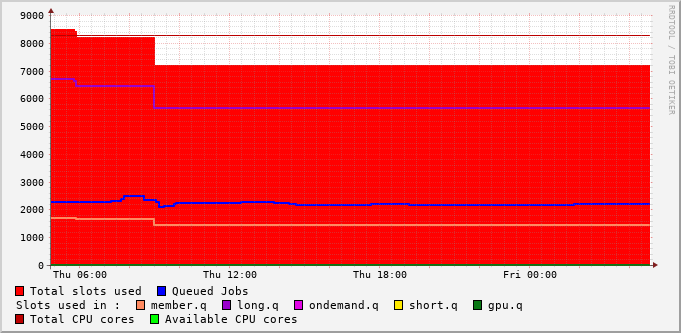 RRDTOOL / TOBI OETIKER
9000
8000
7000
6000
5000
4000
3000
2000
1000
0
Thu 06:00 Thu 12:00 Thu 18:00 Fri 00:00
Total slots used Queued Jobs
Slots used in : member.q long.q ondemand.q short.q gpu.q
Total CPU cores Available CPU cores